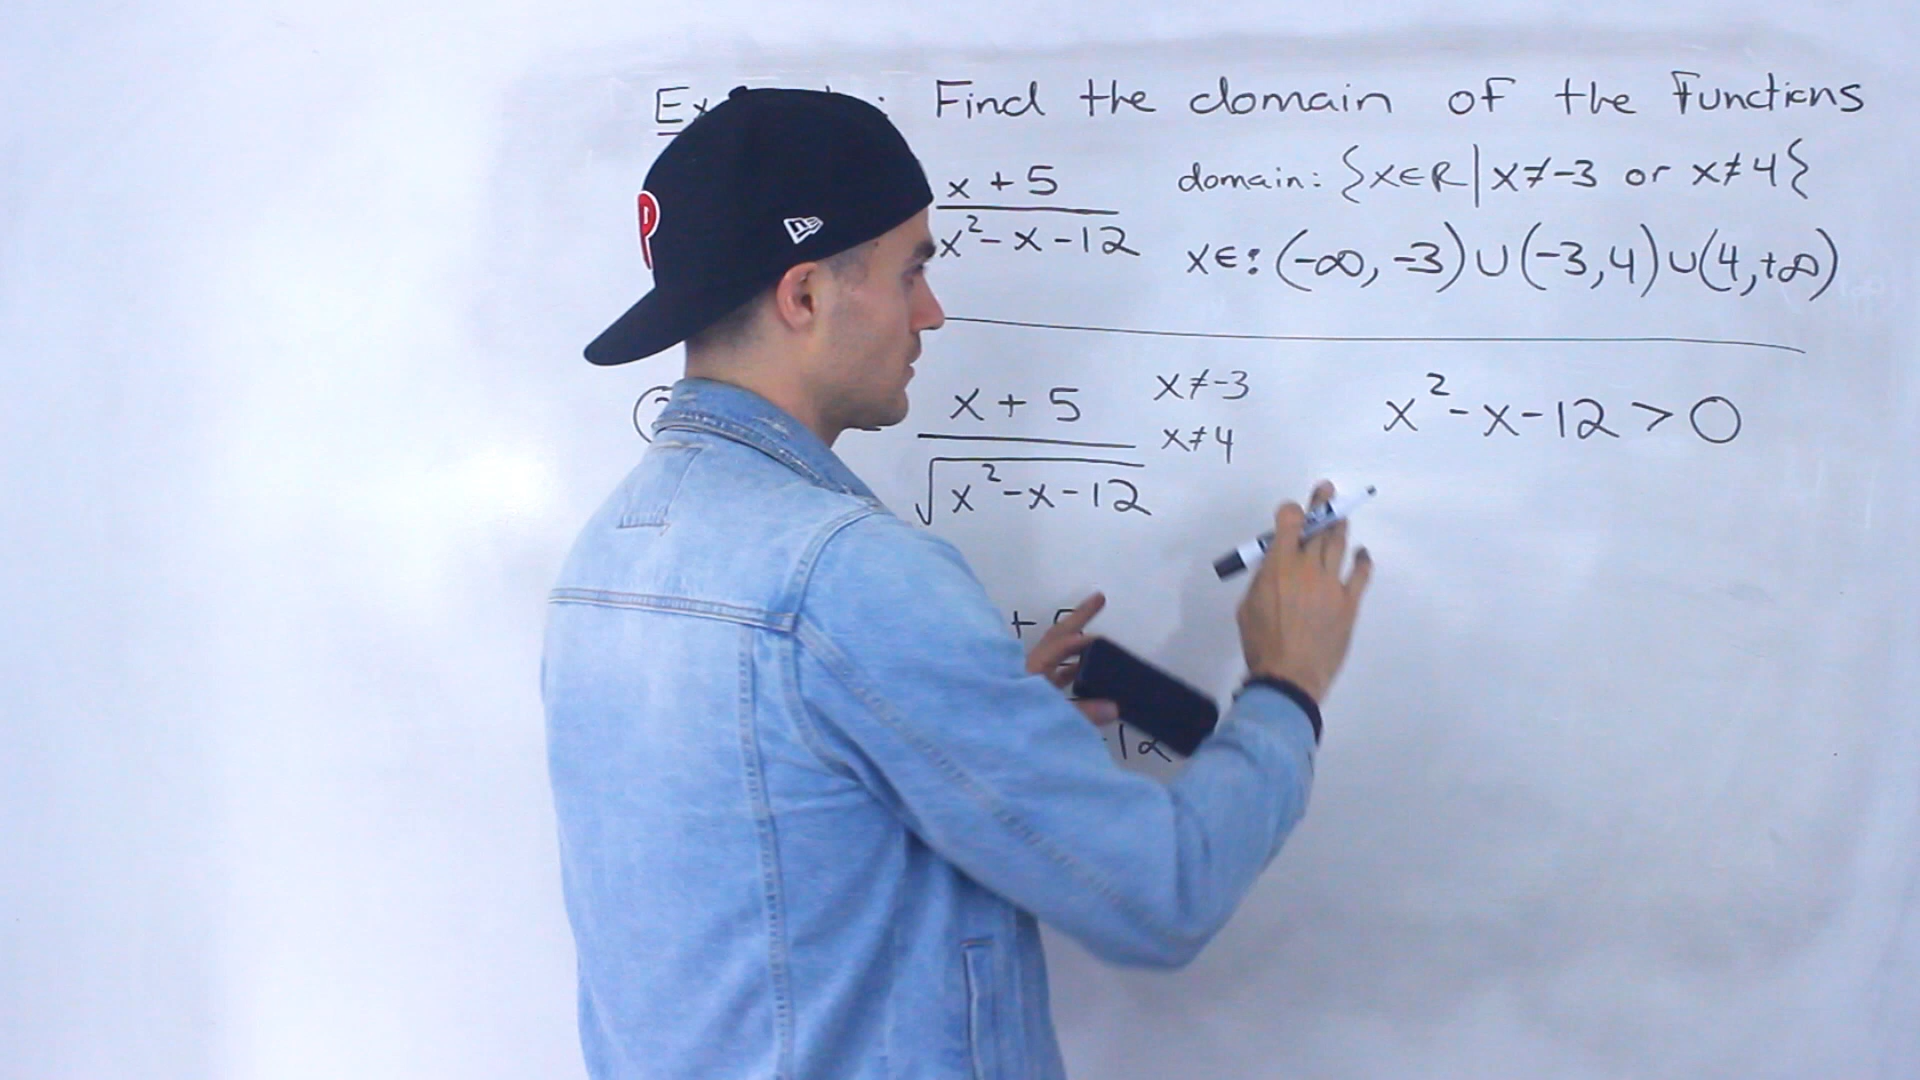 Find the domain of the Functions
x + 5
x²-x-12
domain: {x∈R | x≠-3 or x≠4}
x∈: (-∞, -3)∪(-3,4)∪(4,+∞)
x + 5
√x²-x-12
x≠-3
x≠4
x²-x-12>0
P